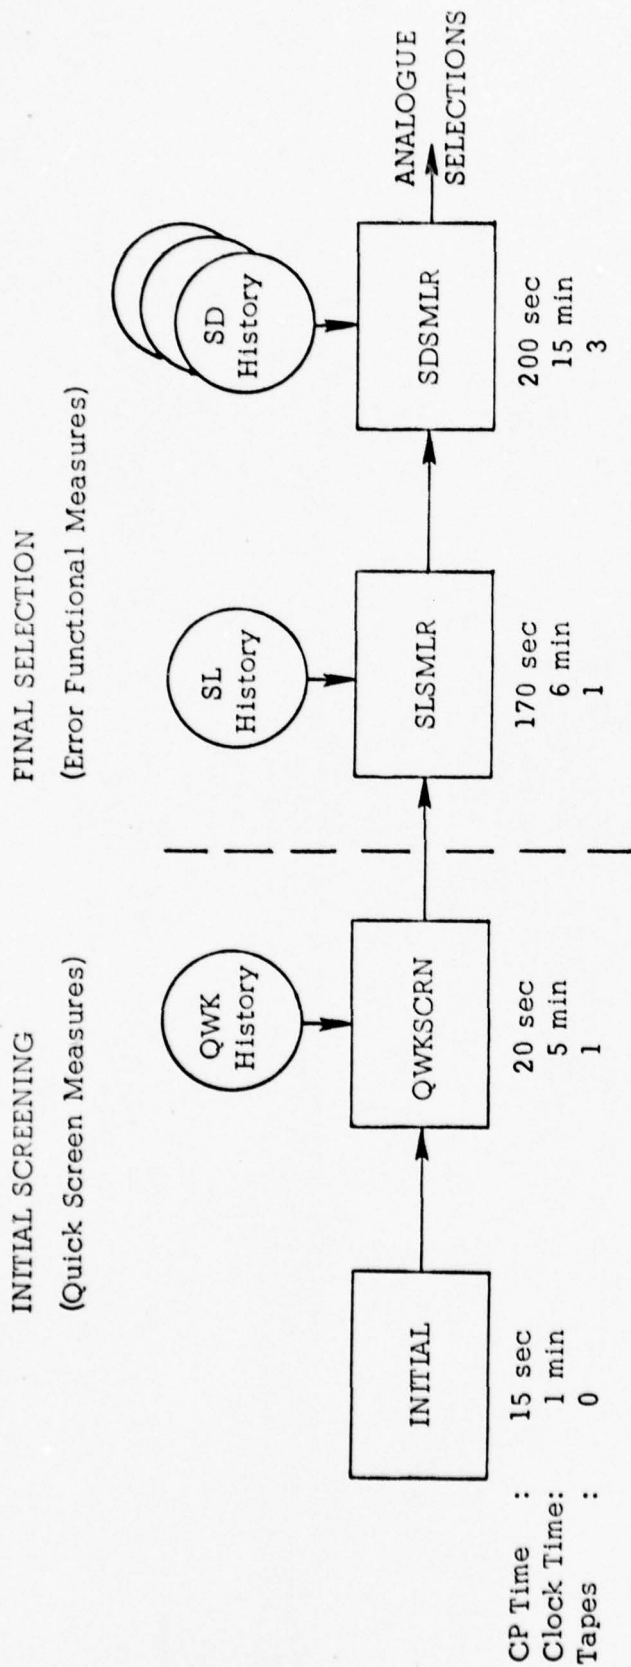 INITIAL SCREENING
(Quick Screen Measures)
FINAL SELECTION
(Error Functional Measures)
QWK
History
SL
History
SD
History
INITIAL
QWKSCRN
SLSMLR
SDSMLR
ANALOGUE
SELECTIONS
CP Time : 15 sec 20 sec 170 sec 200 sec
Clock Time: 1 min 5 min 6 min 15 min
Tapes : 0 1 1 3